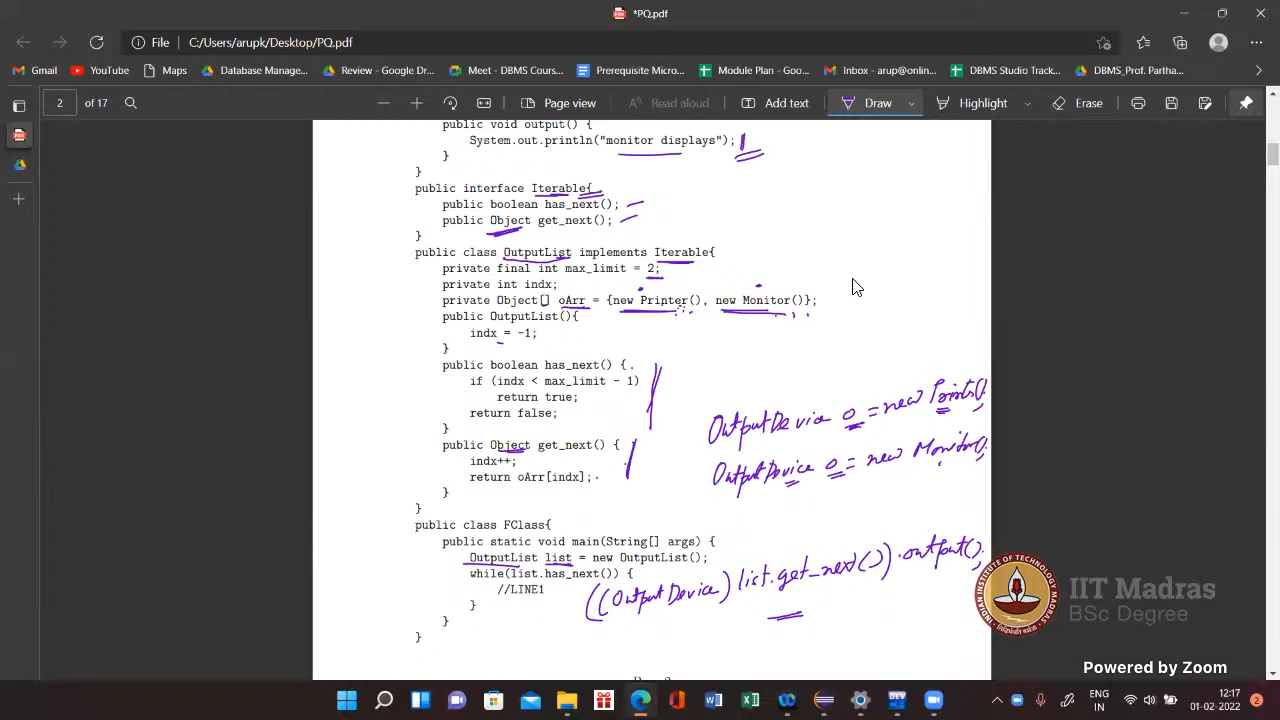 *PQ.pdf
File C:/Users/arupk/Desktop/PQ.pdf
Gmail YouTube Maps Database Manage... Review - Google Dr... Meet - DBMS Cours... Prerequisite Micro... Module Plan - Goo... Inbox - arup@onlin... DBMS Studio Track... DBMS_Prof. Partha...
2 of 17 Page view Read aloud Add text Draw Highlight Erase
public void output() {
System.out.println("monitor displays");
}
}
public interface Iterable{
public boolean has_next();
public Object get_next();
}
public class OutputList implements Iterable{
private final int max_limit = 2;
private int indx;
private Object[] oArr = {new Printer(), new Monitor()};
public OutputList(){
indx = -1;
}
public boolean has_next() {
if (indx < max_limit - 1)
return true;
return false;
}
OutputDevice o = new Printer();
public Object get_next() {
indx++;
OutputDevice o = new Monitor();
return oArr[indx];
}
}
public class FClass{
public static void main(String[] args) {
OutputList list = new OutputList();
while(list.has_next()) {
//LINE1
((OutputDevice) list.get_next()).output();
}
}
}
INDIAN INSTITUTE OF TECHNOLOGY MADRAS
IIT Madras
BSc Degree
Powered by Zoom
ENG
IN
12:17
01-02-2022
2